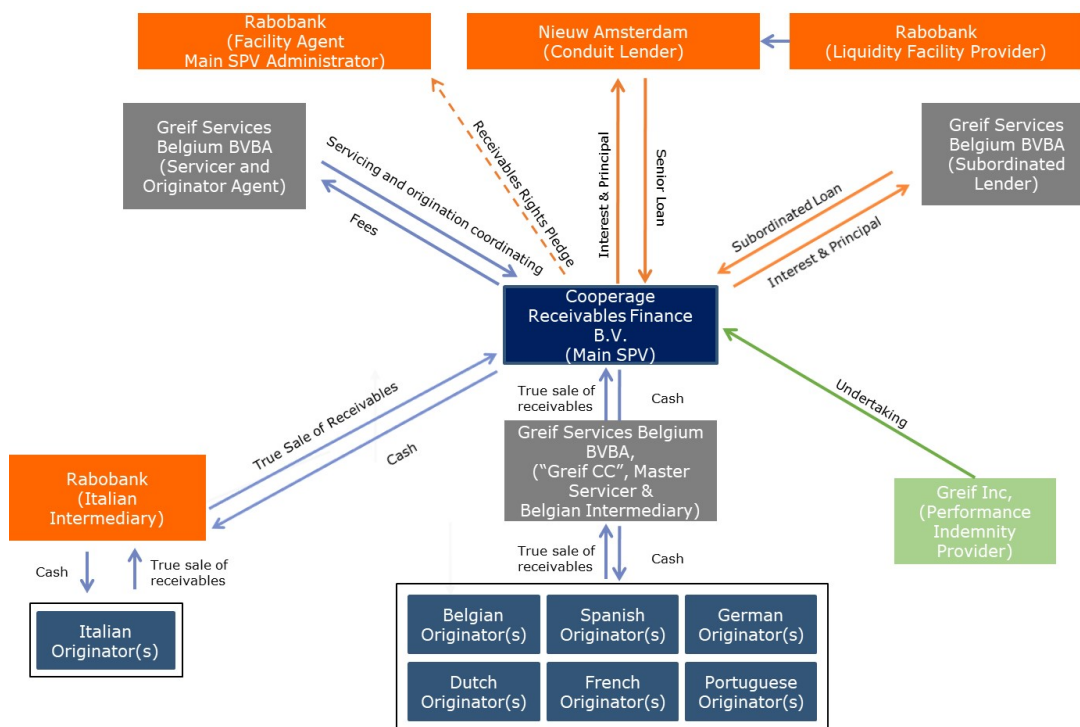 Rabobank
(Facility Agent
Main SPV Administrator)
Nieuw Amsterdam
(Conduit Lender)
Rabobank
(Liquidity Facility Provider)
Greif Services
Belgium BVBA
(Servicer and
Originator Agent)
Servicing and origination coordinating
Fees
Receivables Rights Pledge
Interest & Principal
Senior Loan
Subordinated Loan
Interest & Principal
Greif Services
Belgium BVBA
(Subordinated
Lender)
Cooperage
Receivables Finance
B.V.
(Main SPV)
True Sale of Receivables
Cash
True sale of
receivables
Cash
Undertaking
Rabobank
(Italian
Intermediary)
Greif Services Belgium
BVBA,
(“Greif CC”, Master
Servicer &
Belgian Intermediary)
Greif Inc,
(Performance
Indemnity
Provider)
Cash
True sale of
receivables
True sale of
receivables
Cash
Italian
Originator(s)
Belgian
Originator(s)
Spanish
Originator(s)
German
Originator(s)
Dutch
Originator(s)
French
Originator(s)
Portuguese
Originator(s)